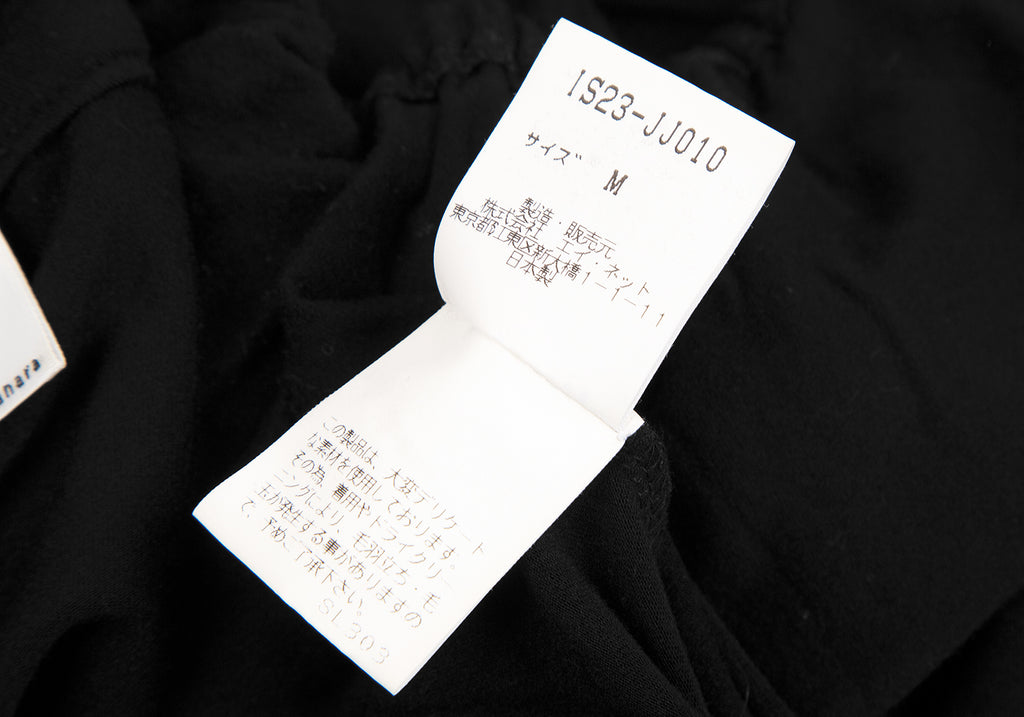 IS23-JJ010
サイズ M
製造・販売元
株式会社 エイ・ネット
東京都江東区新大橋1-1-11
日本製
この製品は、大変デリケート
な素材を使用しております。
その為、着用やドライクリー
ニングにより、毛羽立ち・毛
玉が発生する事がありますの
で、予めご了承下さい。
SL303